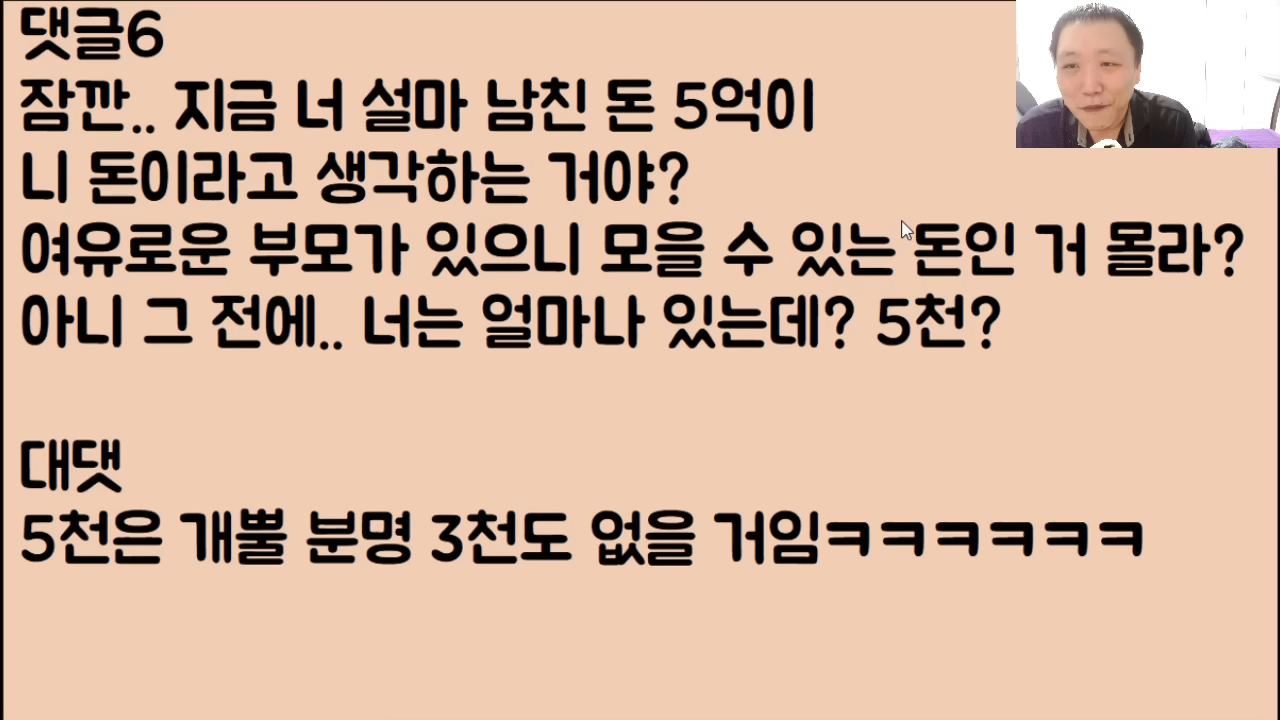 댓글6
잠깐.. 지금 너 설마 남친 돈 5억이
니 돈이라고 생각하는 거야?
여유로운 부모가 있으니 모을 수 있는 돈인 거 몰라?
아니 그 전에.. 너는 얼마나 있는데? 5천?
대댓
5천은 개뿔 분명 3천도 없을 거임ㅋㅋㅋㅋㅋㅋ